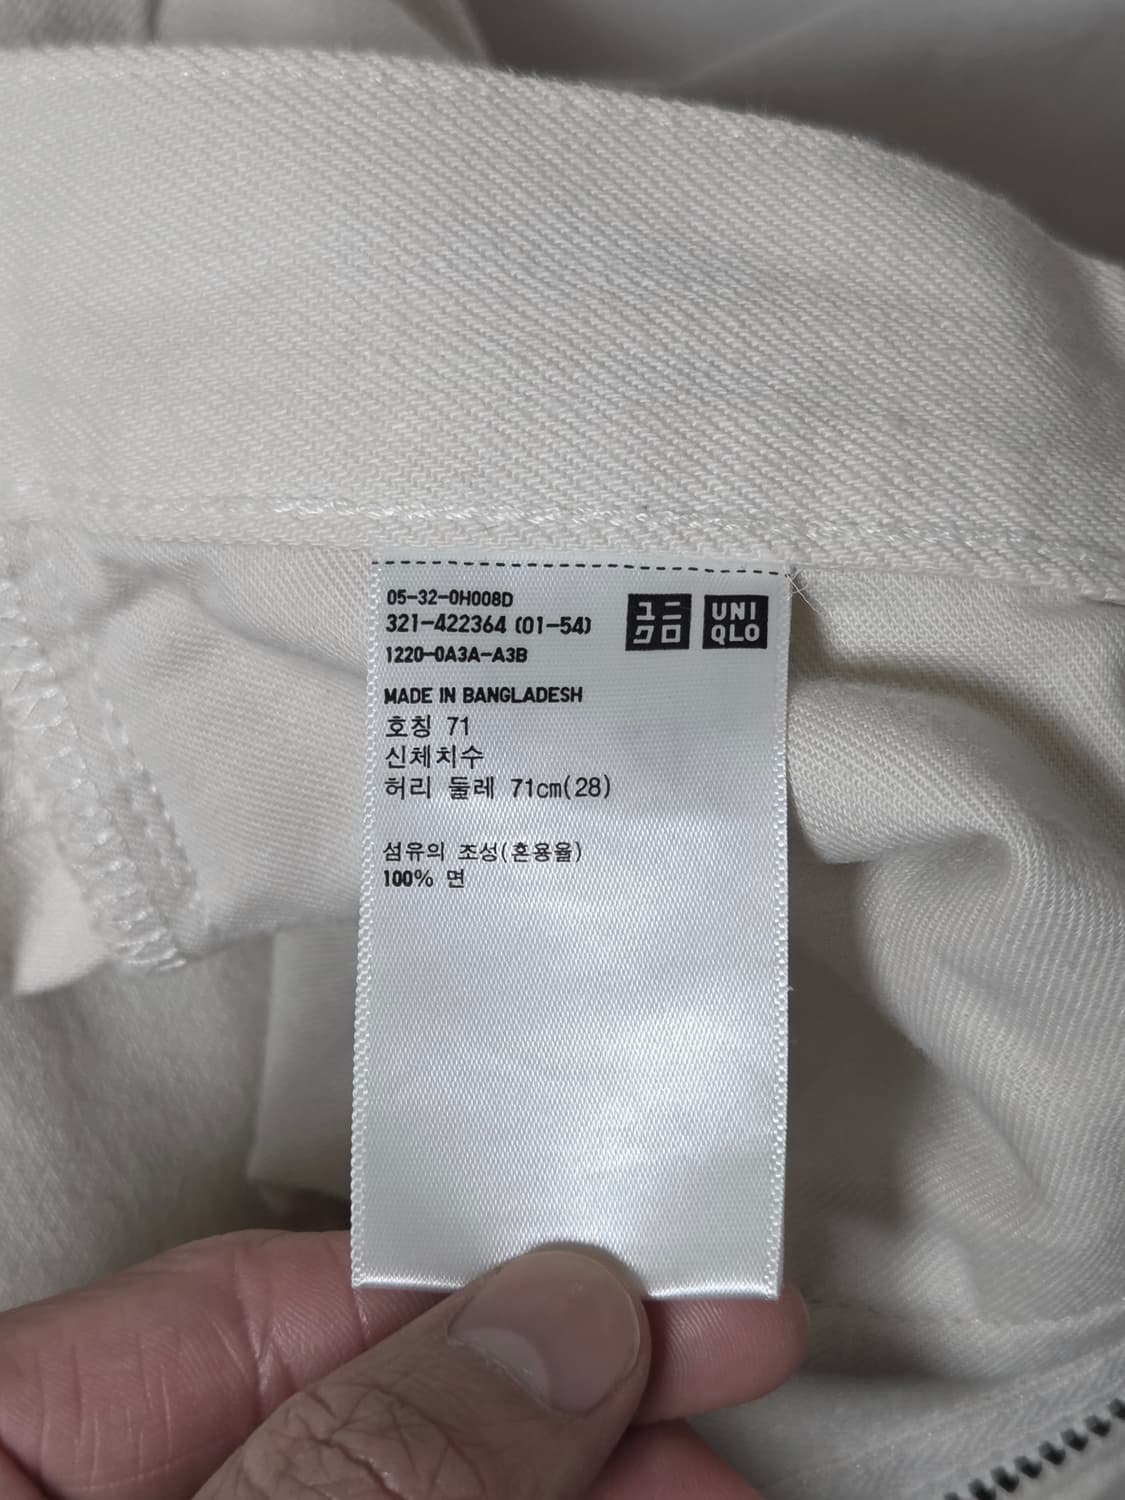 05-32-0H008D
321-422364 (01-54)
1220-0A3A-A3B
ユニ
クロ
UNI
QLO
MADE IN BANGLADESH
호칭 71
신체치수
허리 둘레 71cm(28)
섬유의 조성(혼용율)
100% 면